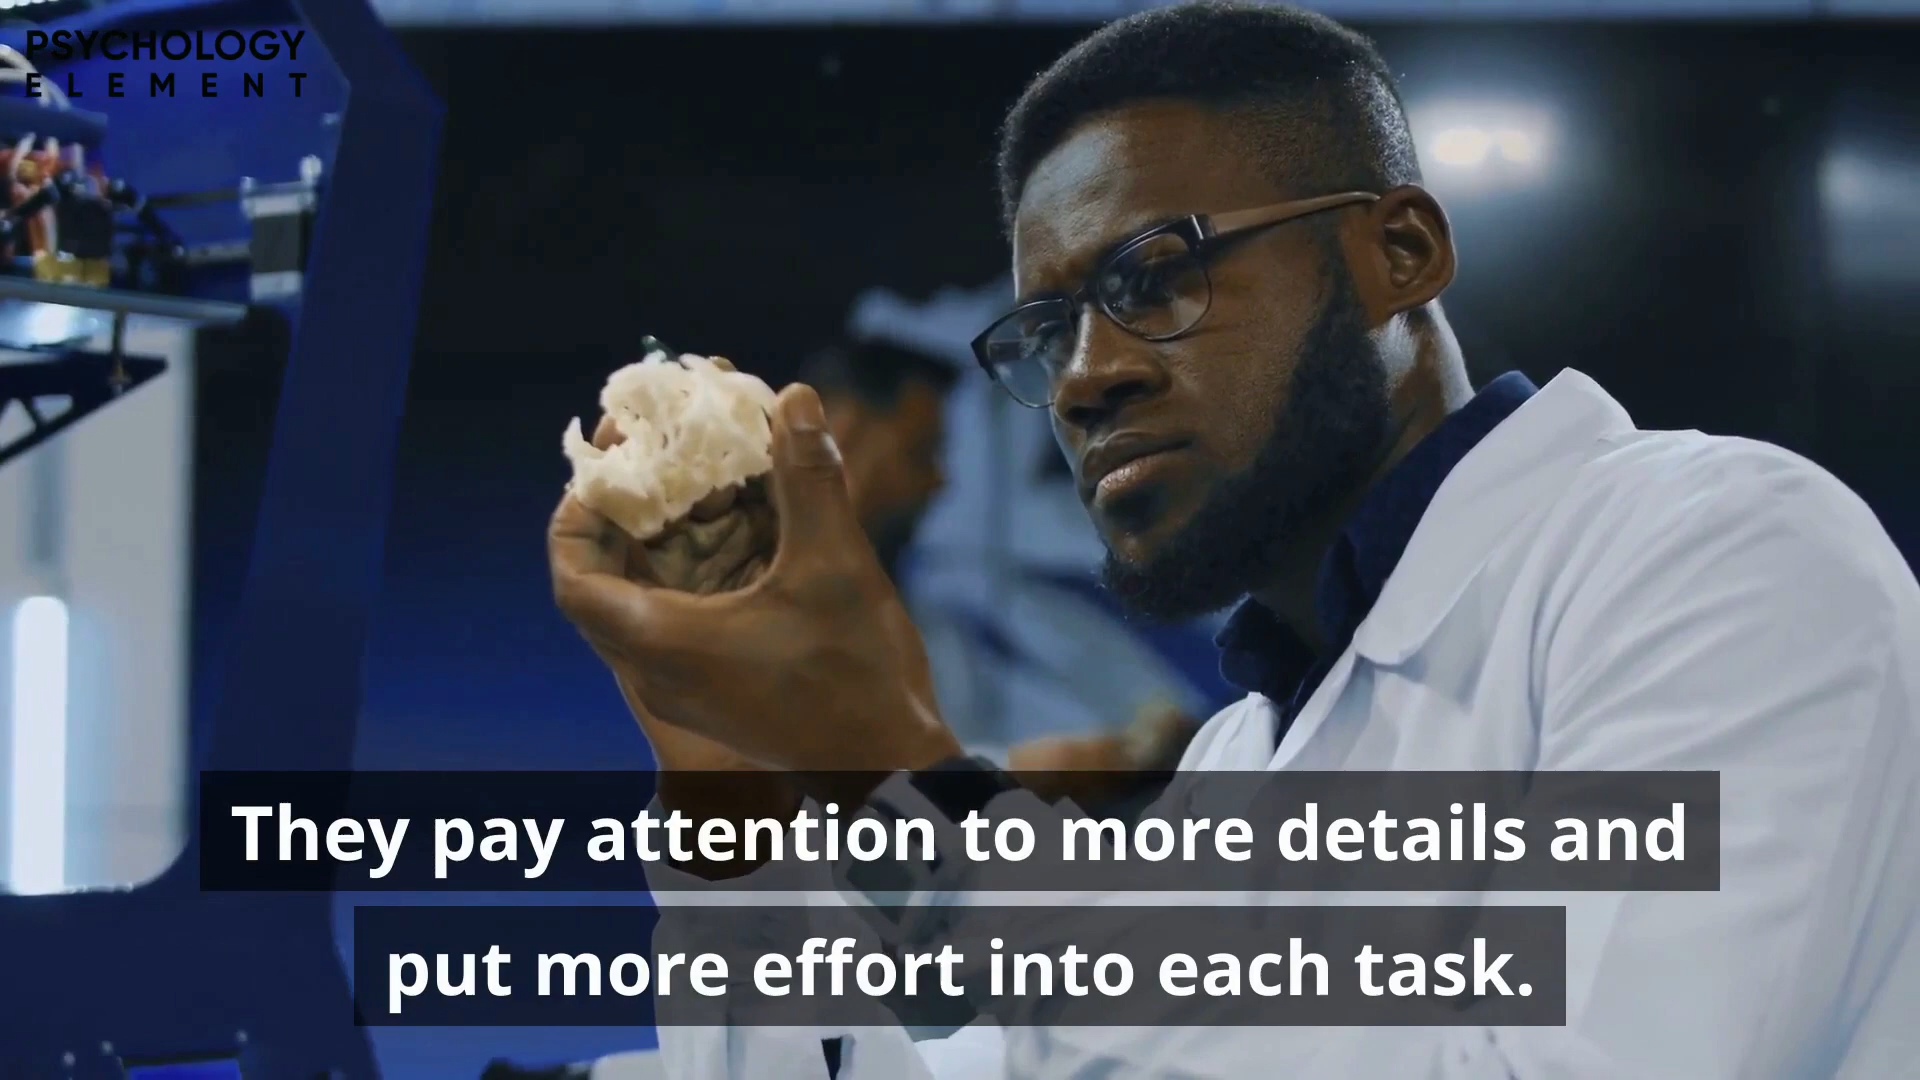 PSYCHOLOGY
ELEMENT
They pay attention to more details and
put more effort into each task.